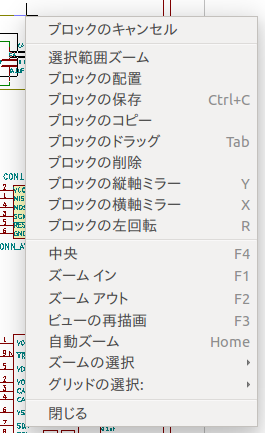 ブロックのキャンセル
選択範囲ズーム
ブロックの配置
ブロックの保存 Ctrl+C
ブロックのコピー
ブロックのドラッグ Tab
ブロックの削除
ブロックの縦軸ミラー Y
ブロックの横軸ミラー X
ブロックの左回転 R
中央 F4
ズーム イン F1
ズーム アウト F2
ビューの再描画 F3
自動ズーム Home
ズームの選択
グリッドの選択:
閉じる